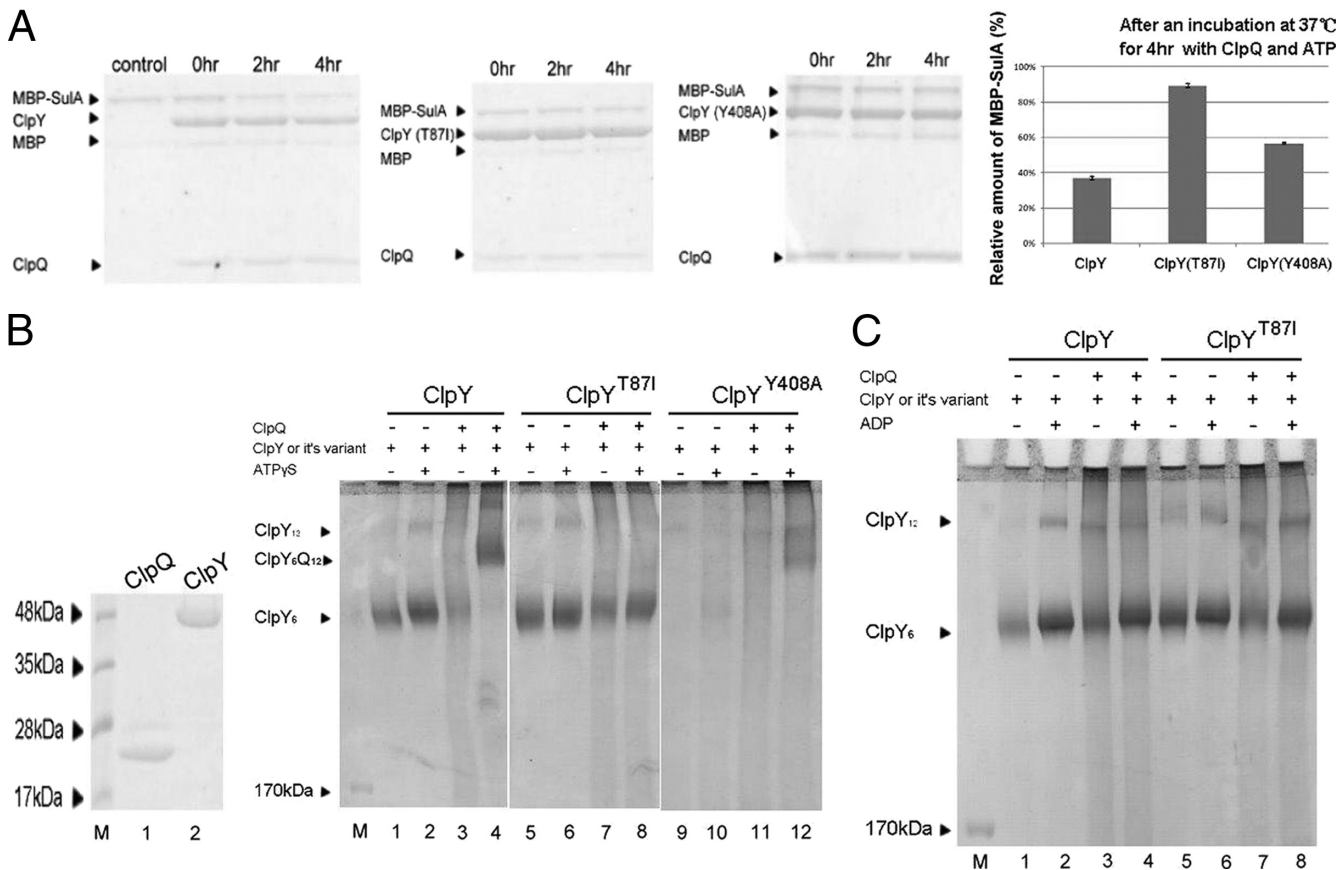 A
control 0hr 2hr 4hr
MBP-SulA
ClpY
MBP
ClpQ
0hr 2hr 4hr
MBP-SulA
ClpY (T87I)
MBP
ClpQ
0hr 2hr 4hr
MBP-SulA
ClpY (Y408A)
MBP
ClpQ
After an incubation at 37℃
for 4hr with ClpQ and ATP
Relative amount of MBP-SulA (%)
100%
80%
60%
40%
20%
0%
ClpY ClpY(T87I) ClpY(Y408A)
B
ClpQ ClpY
48kDa
35kDa
28kDa
17kDa
M 1 2
ClpY ClpY T87I ClpY Y408A
ClpQ - - + + - - + + - - + +
ClpY or it's variant + + + + + + + + + + + +
ATPγS - + - + - + - + - + - +
ClpY12
ClpY6Q12
ClpY6
170kDa
M 1 2 3 4 5 6 7 8 9 10 11 12
C
ClpY ClpY T87I
ClpQ - - + + - - + +
ClpY or it's variant + + + + + + + +
ADP - + - + - + - +
ClpY12
ClpY6
170kDa
M 1 2 3 4 5 6 7 8